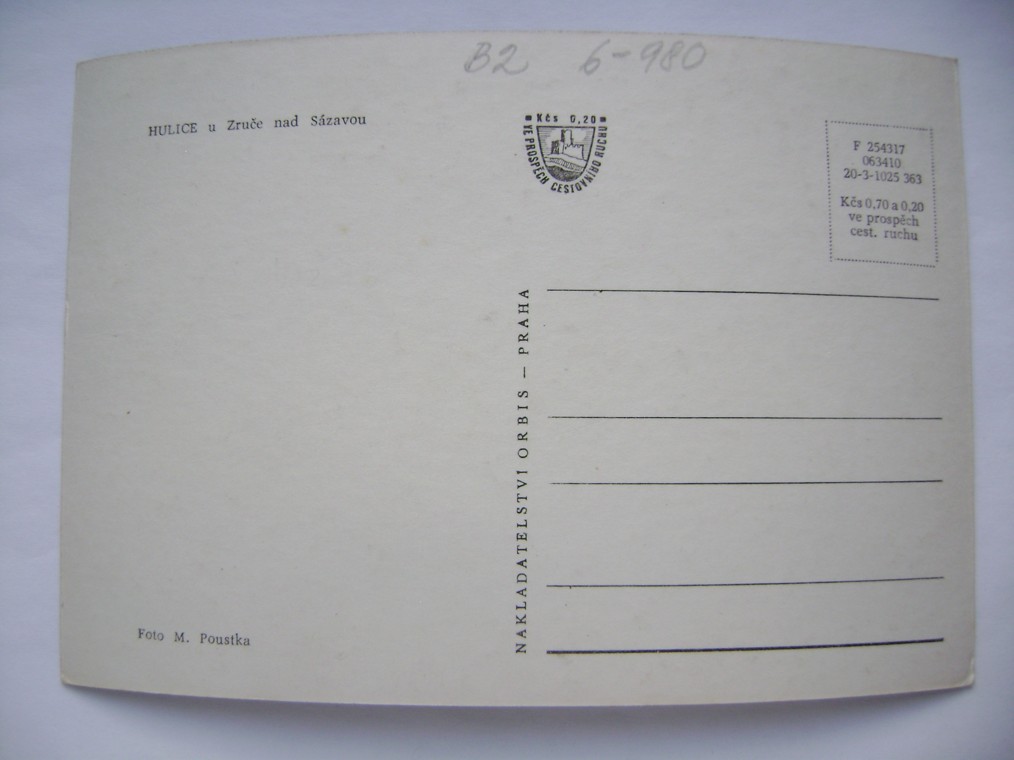 B2 6-980
HULICE u Zruče nad Sázavou
Kčs 0,20
VE PROSPĚCH CESTOVNÍHO RUCHU
F 254317
063410
20-3-1025 363
Kčs 0,70 a 0,20
ve prospěch
cest. ruchu
NAKLADATELSTVÍ ORBIS — PRAHA
Foto M. Poustka